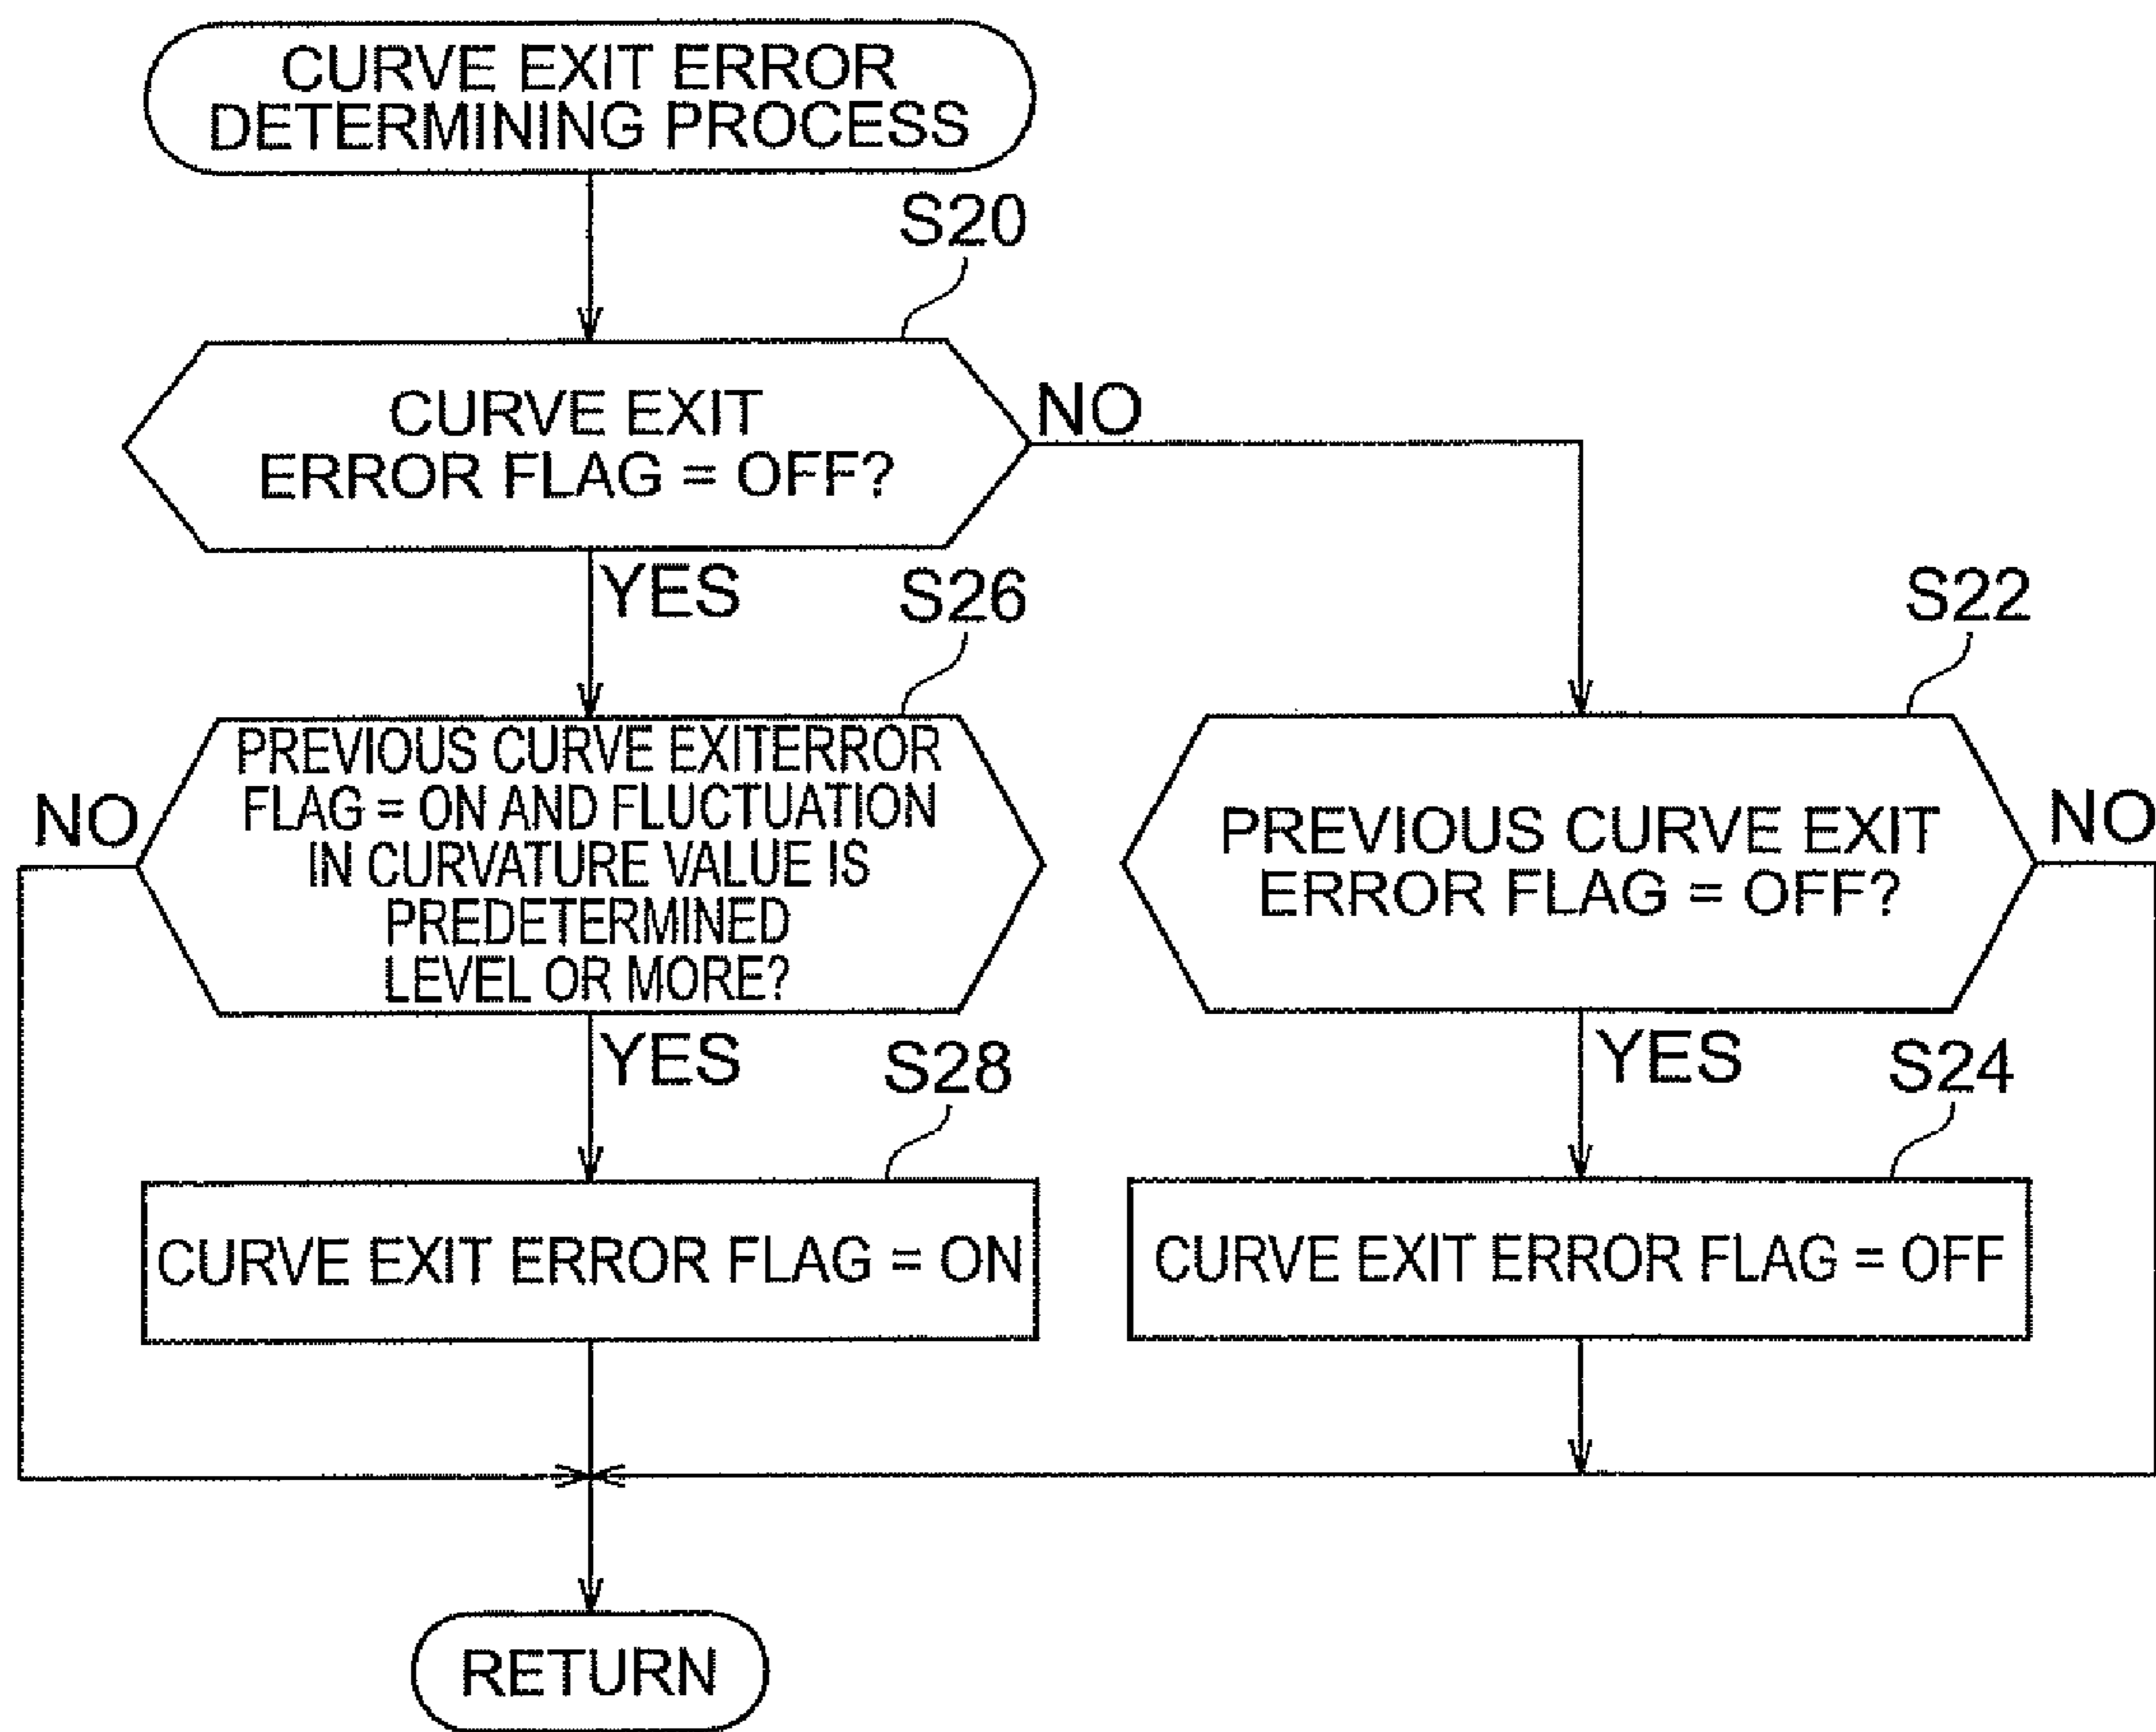 CURVE EXIT ERROR
DETERMINING PROCESS
S20
CURVE EXIT
ERROR FLAG = OFF?
NO
YES
S26
S22
PREVIOUS CURVE EXITERROR
FLAG = ON AND FLUCTUATION
IN CURVATURE VALUE IS
PREDETERMINED
LEVEL OR MORE?
NO
PREVIOUS CURVE EXIT
ERROR FLAG = OFF?
NO
YES
S28
YES
S24
CURVE EXIT ERROR FLAG = ON
CURVE EXIT ERROR FLAG = OFF
RETURN